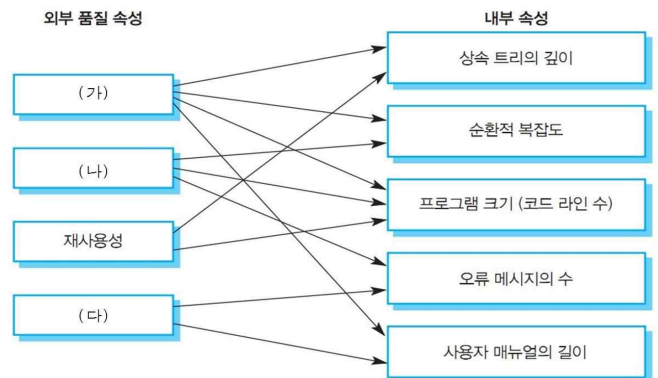 외부 품질 속성
내부 속성
(가)
(나)
재사용성
(다)
상속 트리의 깊이
순환적 복잡도
프로그램 크기 (코드 라인 수)
오류 메시지의 수
사용자 매뉴얼의 길이